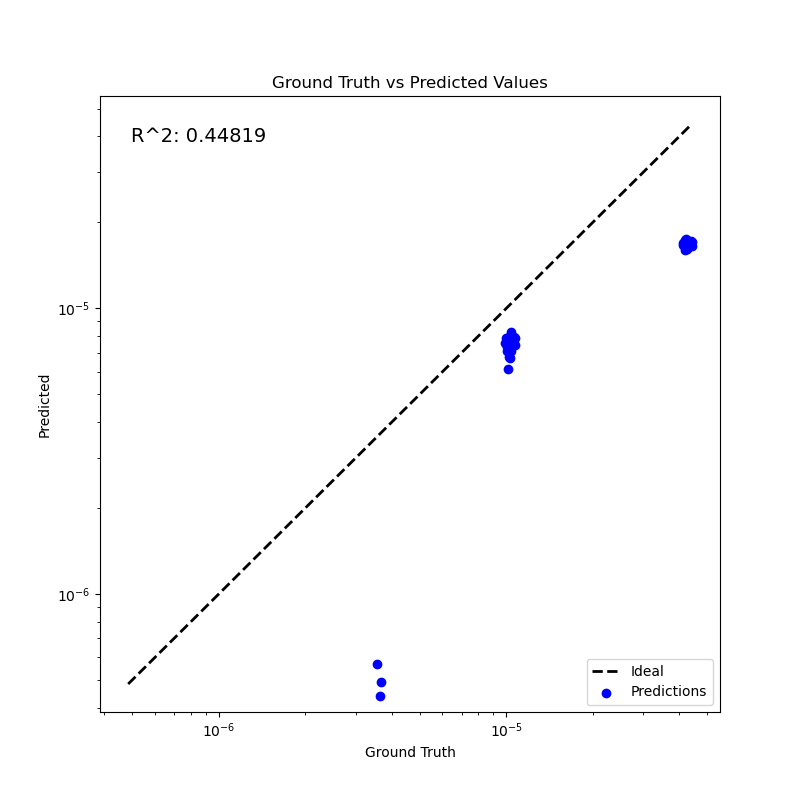 Ground Truth vs Predicted Values
R^2: 0.44819
10⁻⁵
Predicted
10⁻⁶
Ideal
Predictions
10⁻⁶
10⁻⁵
Ground Truth